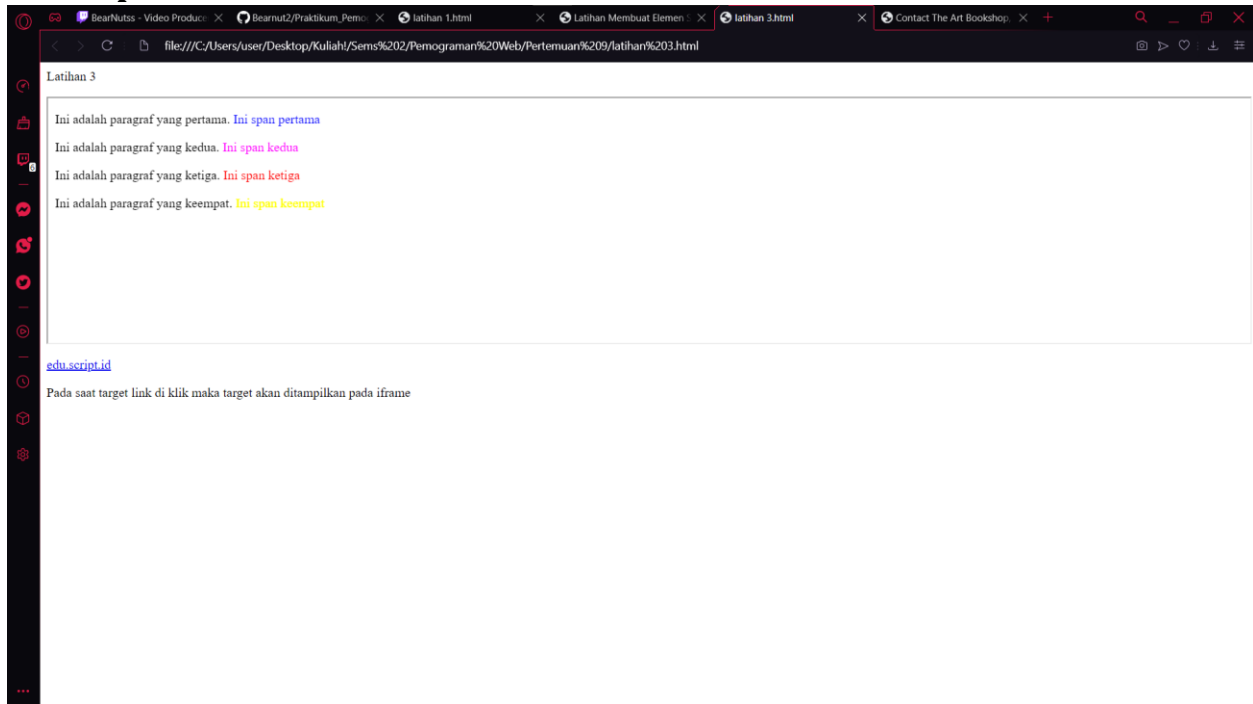 BearNutss - Video Produce
Bearnut2/Praktikum_Pemo
latihan 1.html
Latihan Membuat Elemen S
latihan 3.html
Contact The Art Bookshop,
file:///C:/Users/user/Desktop/Kuliah!/Sems%202/Pemograman%20Web/Pertemuan%209/latihan%203.html
Latihan 3
Ini adalah paragraf yang pertama. Ini span pertama
Ini adalah paragraf yang kedua. Ini span kedua
Ini adalah paragraf yang ketiga. Ini span ketiga
Ini adalah paragraf yang keempat. Ini span keempat
6
edu.script.id
Pada saat target link di klik maka target akan ditampilkan pada iframe